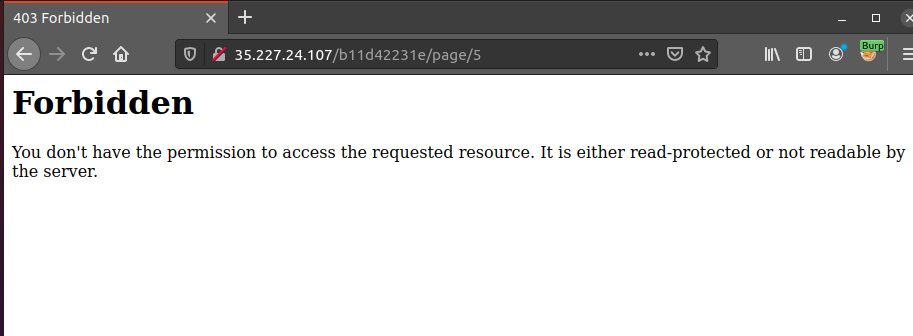 403 Forbidden
35.227.24.107/b11d42231e/page/5
Burp
Forbidden
You don't have the permission to access the requested resource. It is either read-protected or not readable by
the server.